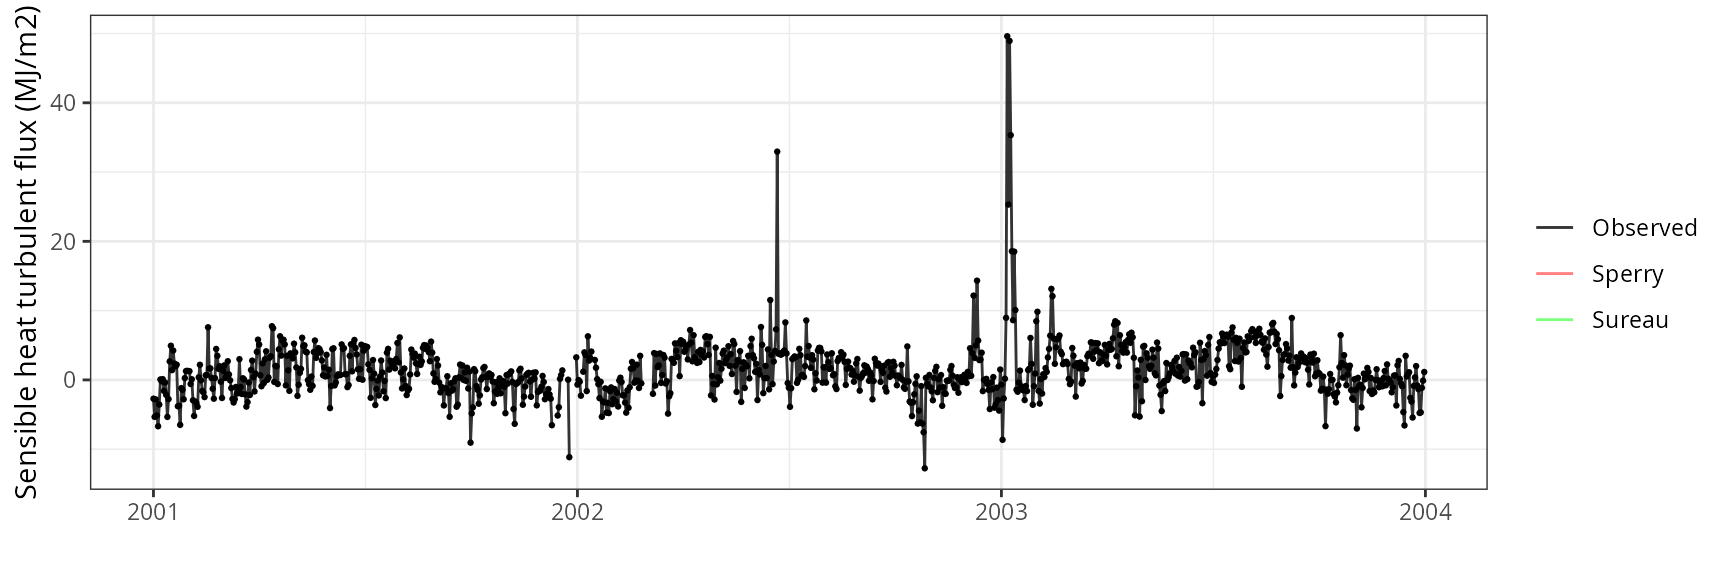 Sensible heat turbulent flux (MJ/m2)
40
20
0
2001 2002 2003 2004
Observed
Sperry
Sureau